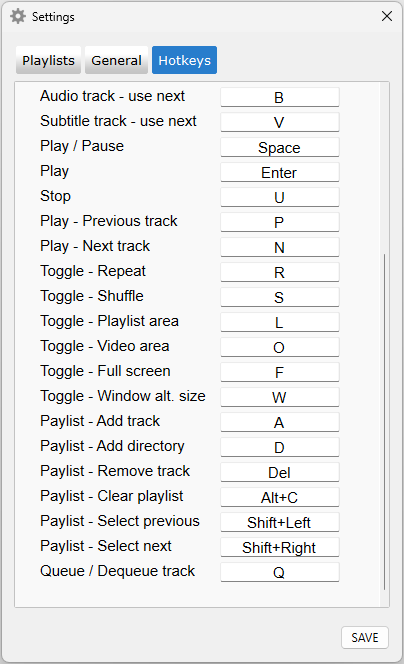 Settings
Playlists General Hotkeys
Audio track - use next B
Subtitle track - use next V
Play / Pause Space
Play Enter
Stop U
Play - Previous track P
Play - Next track N
Toggle - Repeat R
Toggle - Shuffle S
Toggle - Playlist area L
Toggle - Video area O
Toggle - Full screen F
Toggle - Window alt. size W
Paylist - Add track A
Paylist - Add directory D
Paylist - Remove track Del
Paylist - Clear playlist Alt+C
Paylist - Select previous Shift+Left
Paylist - Select next Shift+Right
Queue / Dequeue track Q
SAVE